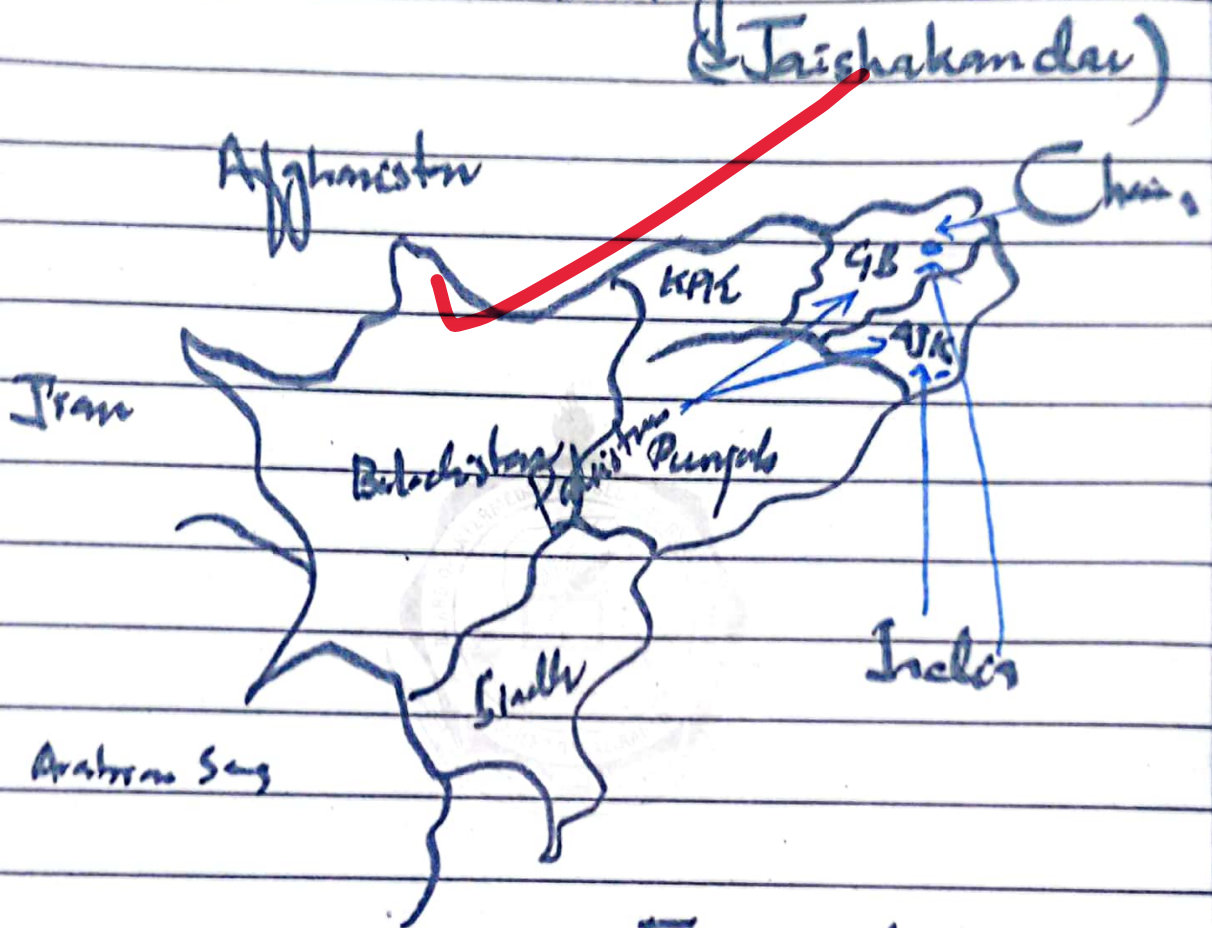 (Jaishakandar)
Afghanistan
China
GB
KPK
AJK
Iran
Balochistan
Pakistan
Punjab
India
Sindh
Arabian Sea